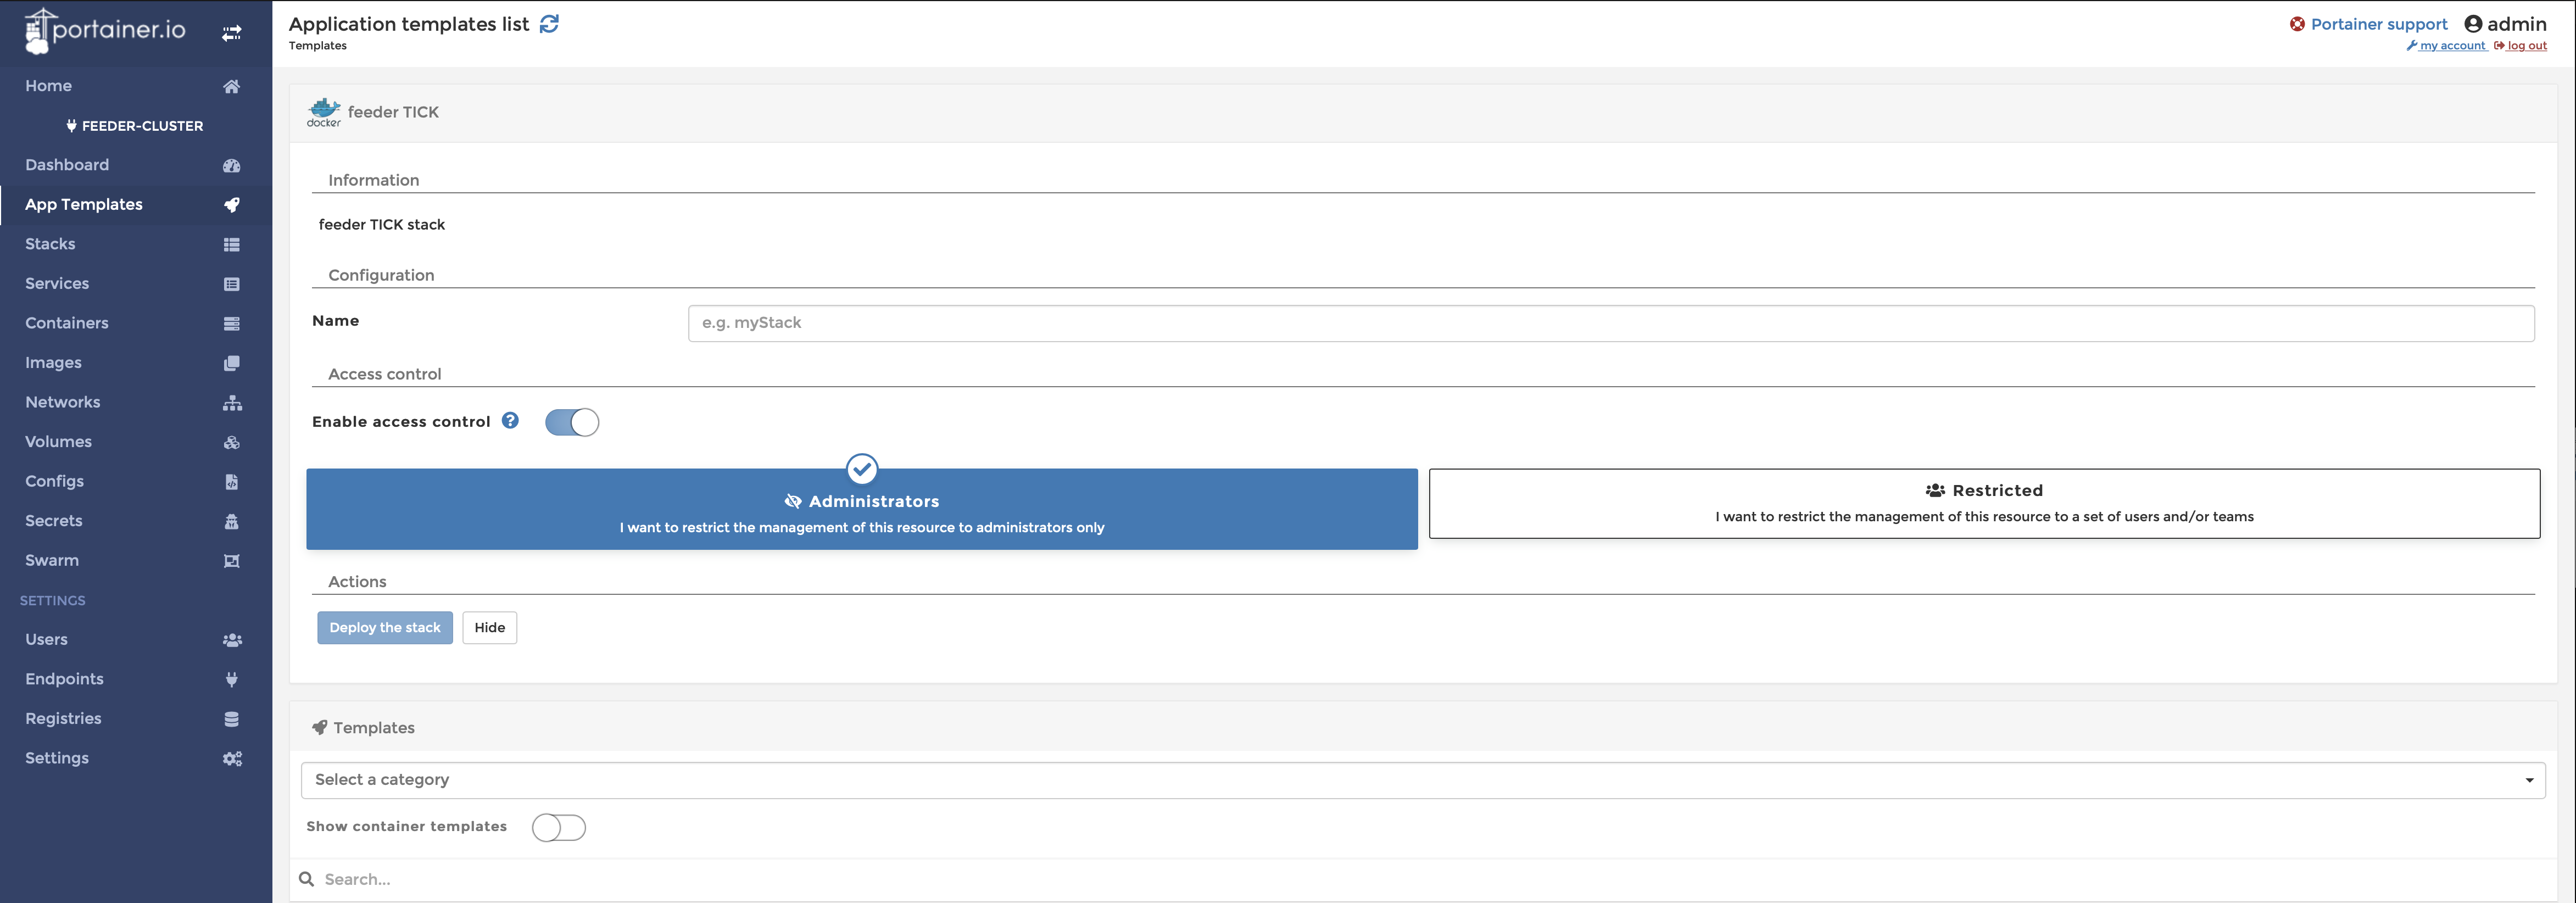 portainer.io
Home
FEEDER-CLUSTER
Dashboard
App Templates
Stacks
Services
Containers
Images
Networks
Volumes
Configs
Secrets
Swarm
SETTINGS
Users
Endpoints
Registries
Settings
Application templates list
Templates
Portainer support
admin
my account
log out
docker
feeder TICK
Information
feeder TICK stack
Configuration
Name
e.g. myStack
Access control
Enable access control
Administrators
I want to restrict the management of this resource to administrators only
Restricted
I want to restrict the management of this resource to a set of users and/or teams
Actions
Deploy the stack
Hide
Templates
Select a category
Show container templates
Search...